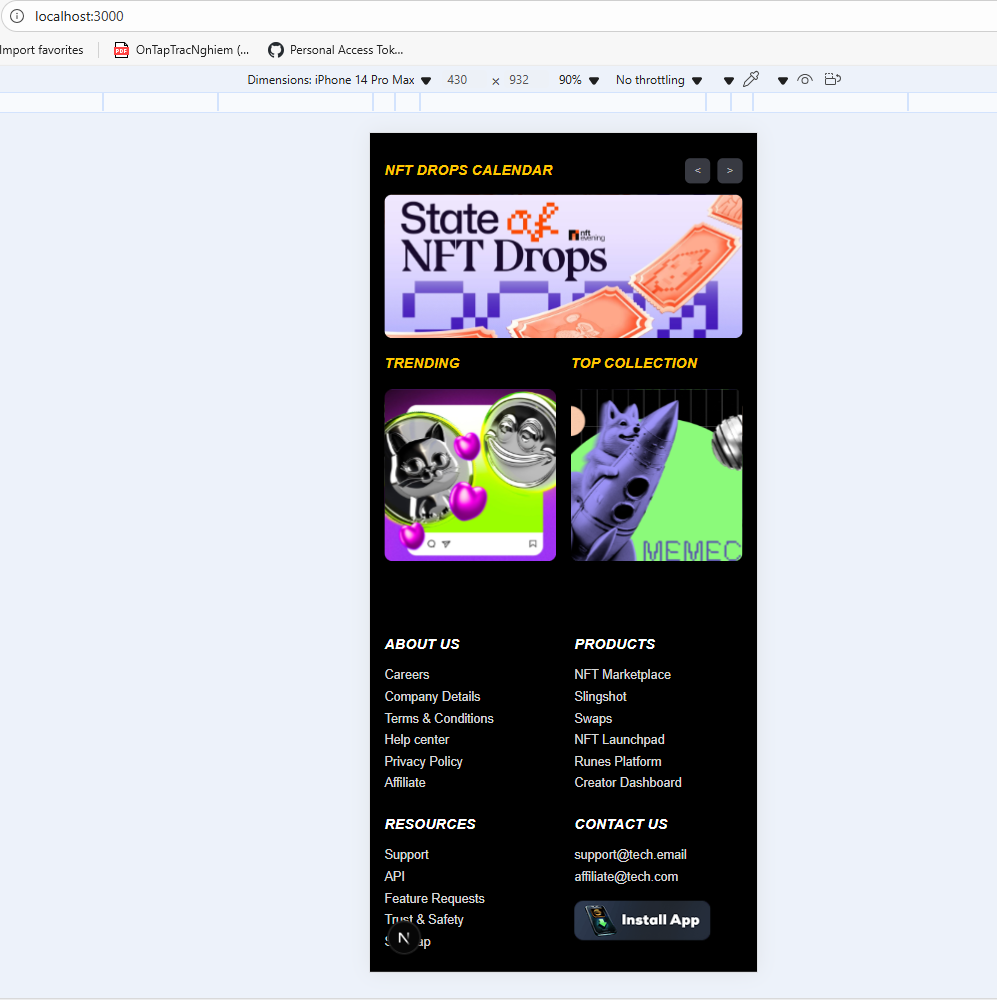 localhost:3000
Import favorites
PDF
OnTapTracNghiem (...
Personal Access Tok...
Dimensions: iPhone 14 Pro Max 430 × 932 90% No throttling
NFT DROPS CALENDAR < >
State of
nft
evening
NFT Drops
TRENDING TOP COLLECTION
MEMEC
ABOUT US PRODUCTS
Careers NFT Marketplace
Company Details Slingshot
Terms & Conditions Swaps
Help center NFT Launchpad
Privacy Policy Runes Platform
Affiliate Creator Dashboard
RESOURCES CONTACT US
Support support@tech.email
API affiliate@tech.com
Feature Requests
Trust & Safety Install App
N